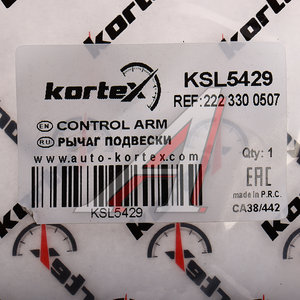 kortex
KSL5429
REF:222 330 0507
EN CONTROL ARM
RU РЫЧАГ ПОДВЕСКИ
www.auto-kortex.com
Qty: 1
KSL5429
EAC
made in P.R.C.
CA38/442